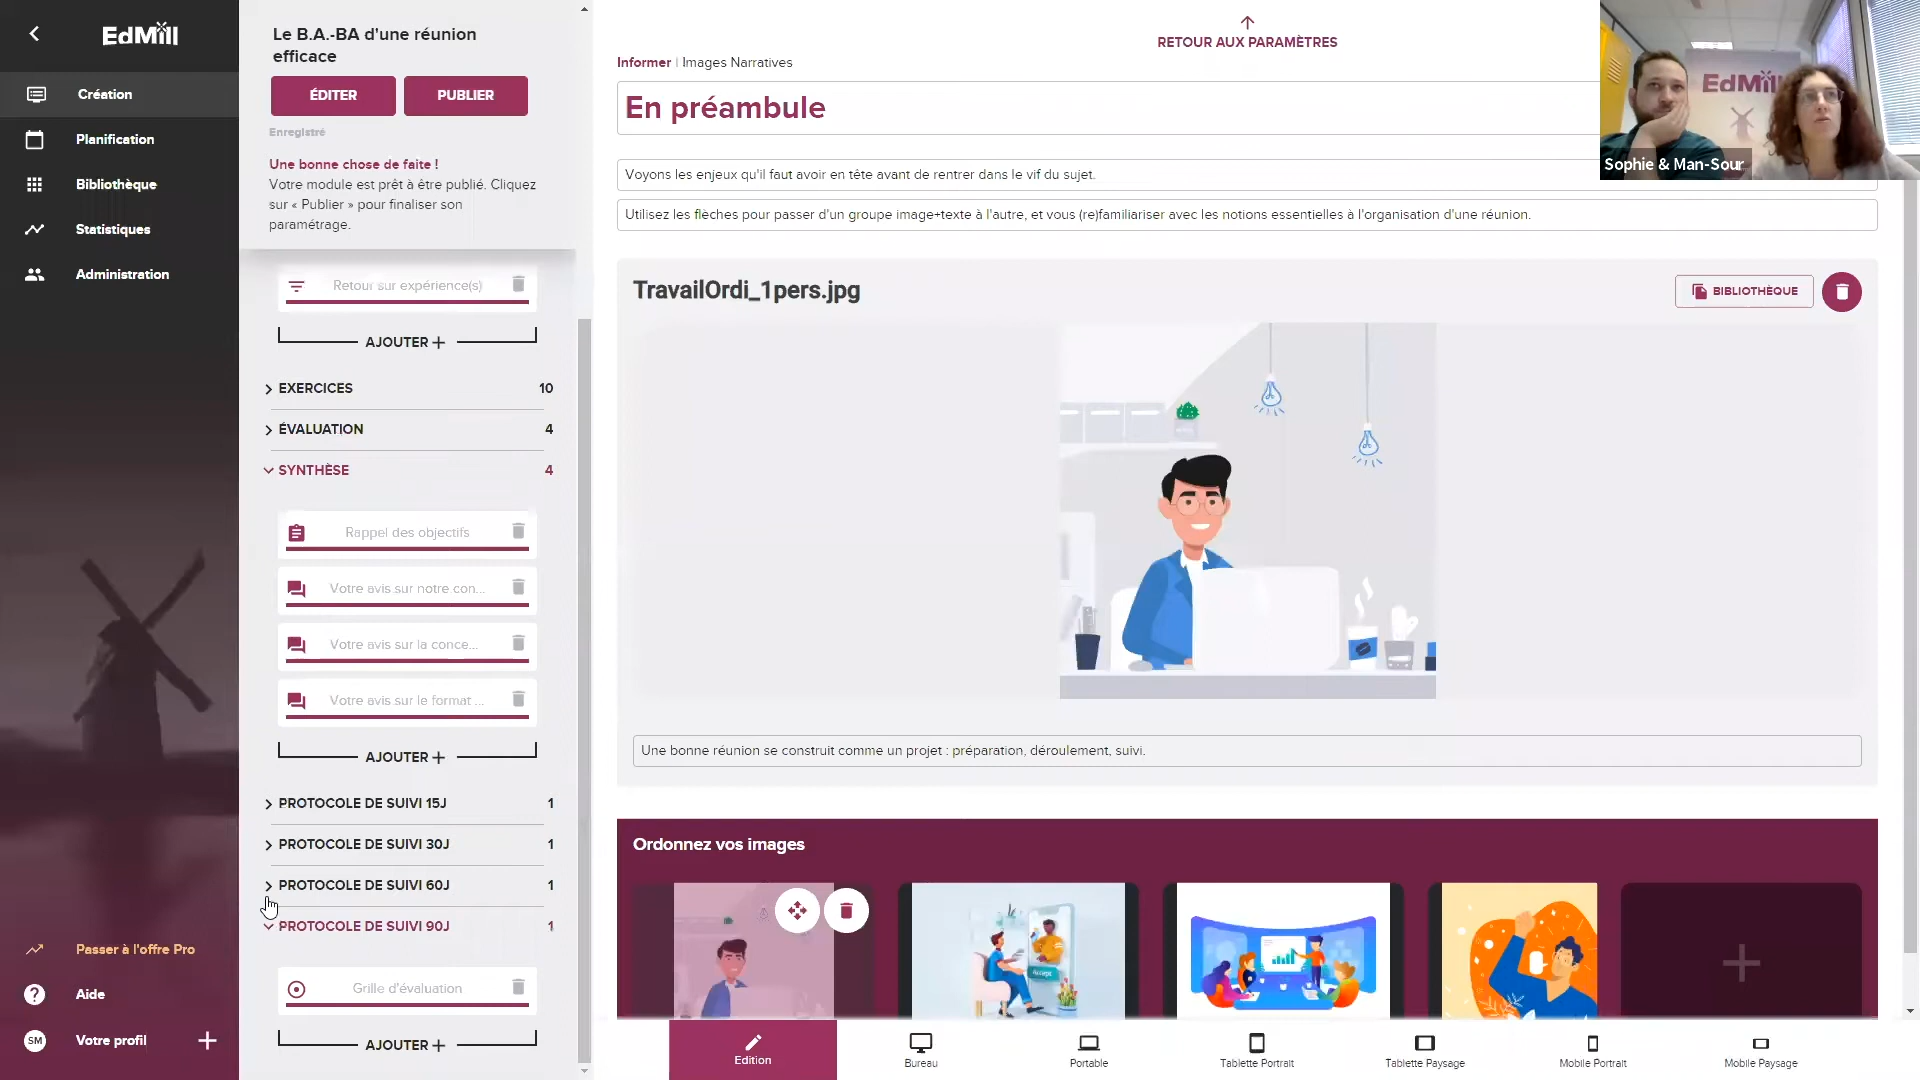 EdMill
Création
Planification
Bibliothèque
Statistiques
Administration
Passer à l'offre Pro
Aide
SM
Votre profil
Le B.A.-BA d'une réunion
efficace
ÉDITER
PUBLIER
Enregistré
Une bonne chose de faite !
Votre module est prêt à être publié. Cliquez
sur « Publier » pour finaliser son
paramétrage.
Retour sur expérience(s)
AJOUTER
EXERCICES 10
ÉVALUATION 4
SYNTHÈSE 4
Rappel des objectifs
Votre avis sur notre con...
Votre avis sur la conce...
Votre avis sur le format ...
AJOUTER
PROTOCOLE DE SUIVI 15J 1
PROTOCOLE DE SUIVI 30J 1
PROTOCOLE DE SUIVI 60J 1
PROTOCOLE DE SUIVI 90J 1
Grille d'évaluation
AJOUTER
RETOUR AUX PARAMÈTRES
Informer | Images Narratives
En préambule
Voyons les enjeux qu'il faut avoir en tête avant de rentrer dans le vif du sujet.
Utilisez les flèches pour passer d'un groupe image+texte à l'autre, et vous (re)familiariser avec les notions essentielles à l'organisation d'une réunion.
TravailOrdi_1pers.jpg
BIBLIOTHÈQUE
Une bonne réunion se construit comme un projet : préparation, déroulement, suivi.
Ordonnez vos images
Accept
Edition
Bureau
Portable
Tablette Portrait
Tablette Paysage
Mobile Portrait
Mobile Paysage
EdMil
Sophie & Man-Sour